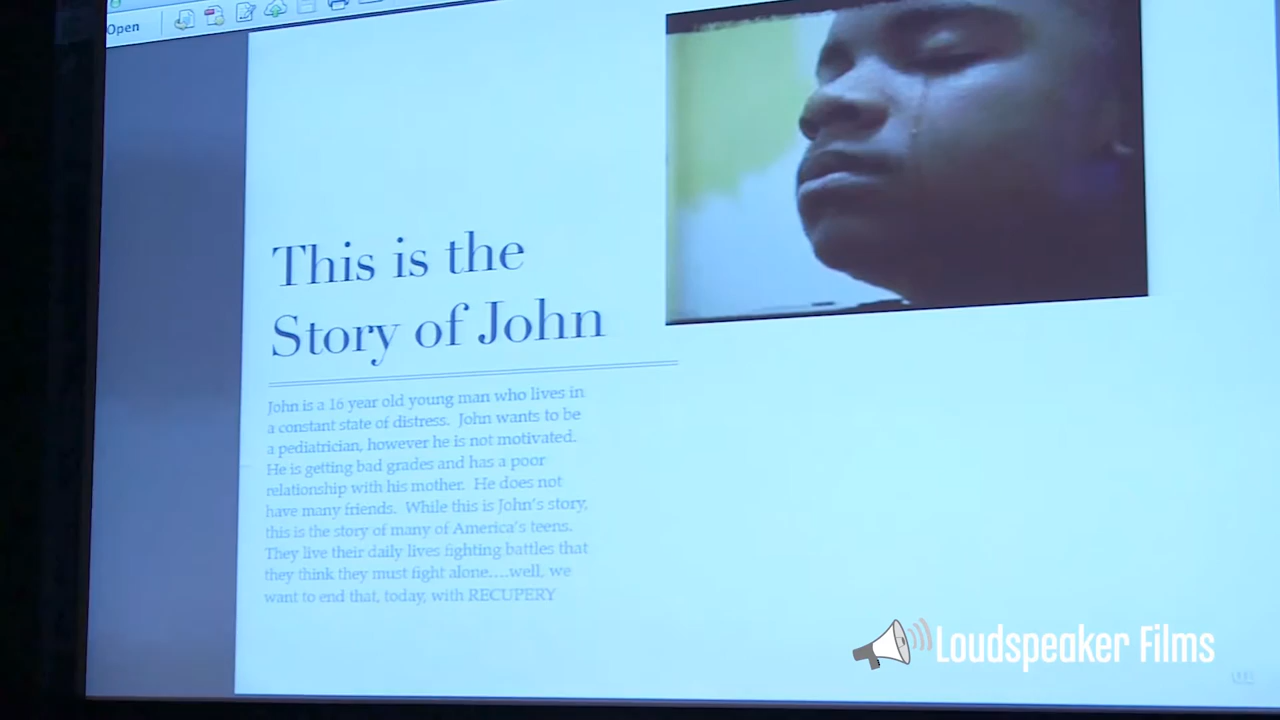 Open
This is the
Story of John
John is a 16 year old young man who lives in
a constant state of distress.  John wants to be
a pediatrician, however he is not motivated.
He is getting bad grades and has a poor
relationship with his mother.  He does not
have many friends.  While this is John's story,
this is the story of many of America's teens.
They live their daily lives fighting battles that
they think they must fight alone....well, we
want to end that, today, with RECUPERY
Loudspeaker Films